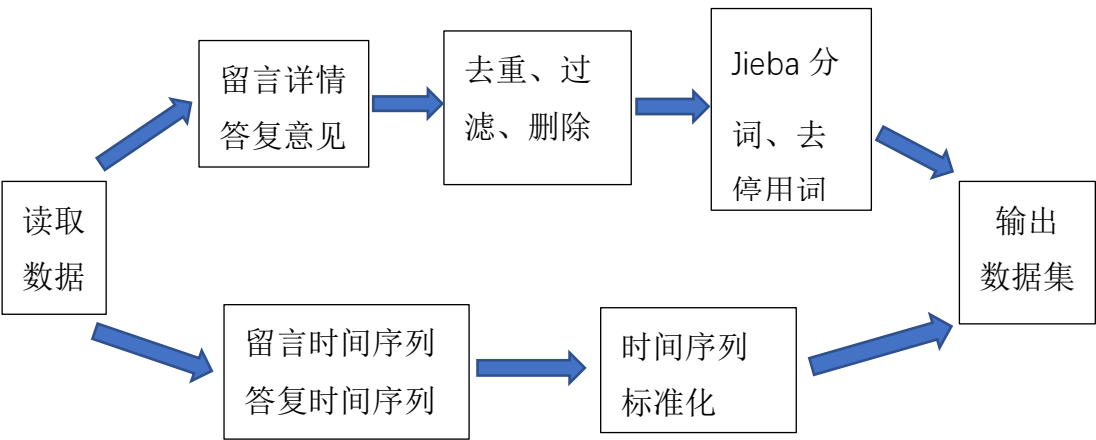 读取
数据
留言详情
答复意见
去重、过
滤、删除
Jieba 分
词、去
停用词
留言时间序列
答复时间序列
时间序列
标准化
输出
数据集